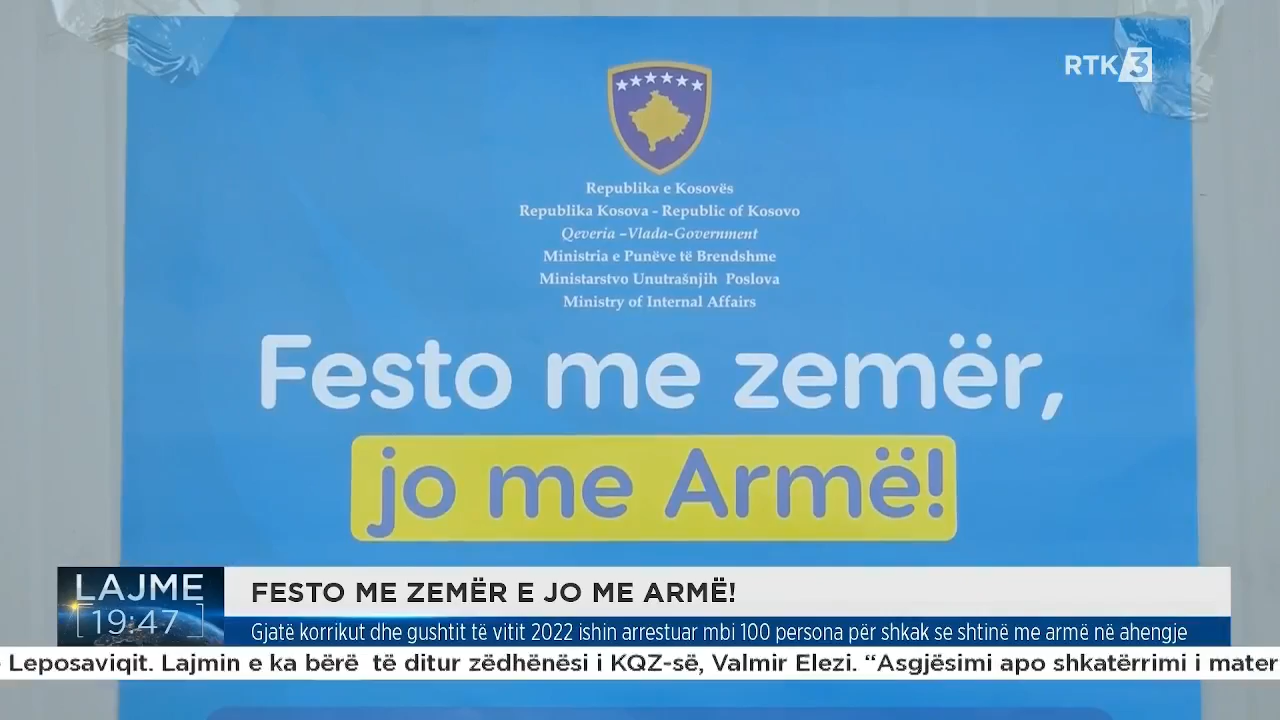 RTK 3
Republika e Kosovës
Republika Kosova - Republic of Kosovo
Qeveria –Vlada-Government
Ministria e Punëve të Brendshme
Ministarstvo Unutrašnjih Poslova
Ministry of Internal Affairs
Festo me zemër,
jo me Armë!
LAJME
19:47
FESTO ME ZEMËR E JO ME ARMË!
Gjatë korrikut dhe gushtit të vitit 2022 ishin arrestuar mbi 100 persona për shkak se shtinë me armë në ahengje
Leposaviqit. Lajmin e ka bërë të ditur zëdhënësi i KQZ-së, Valmir Elezi. “Asgjësimi apo shkatërrimi i mater